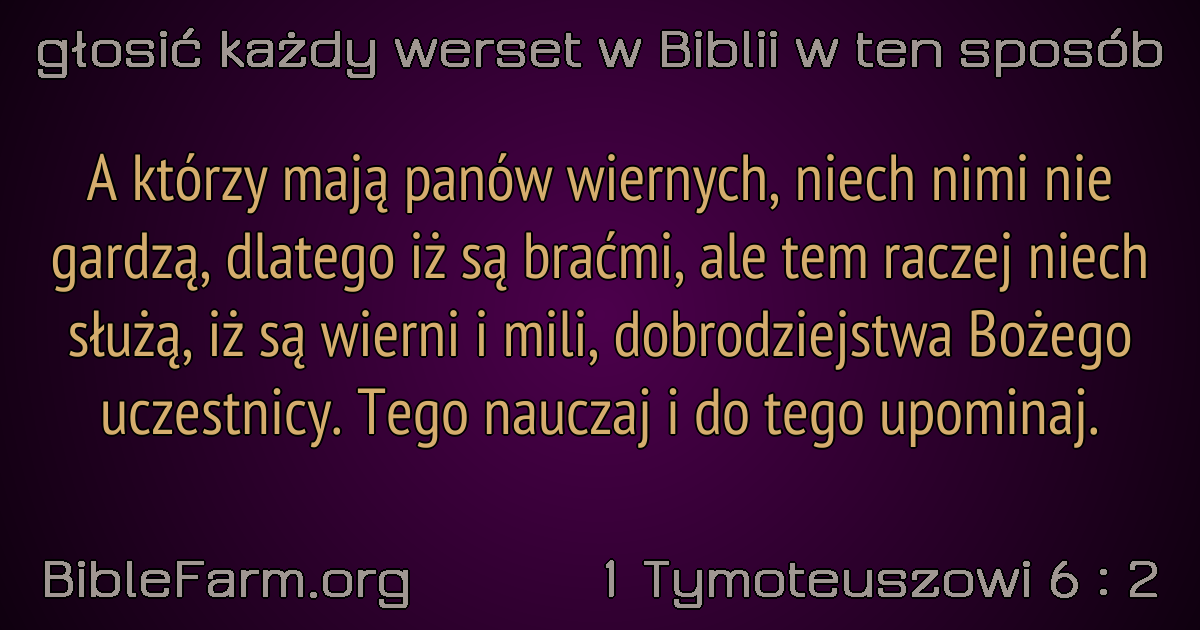 głosić każdy werset w Biblii w ten sposób
A którzy mają panów wiernych, niech nimi nie
gardzą, dlatego iż są braćmi, ale tem raczej niech
służą, iż są wierni i mili, dobrodziejstwa Bożego
uczestnicy. Tego nauczaj i do tego upominaj.
BibleFarm.org
1 Tymoteuszowi 6 : 2